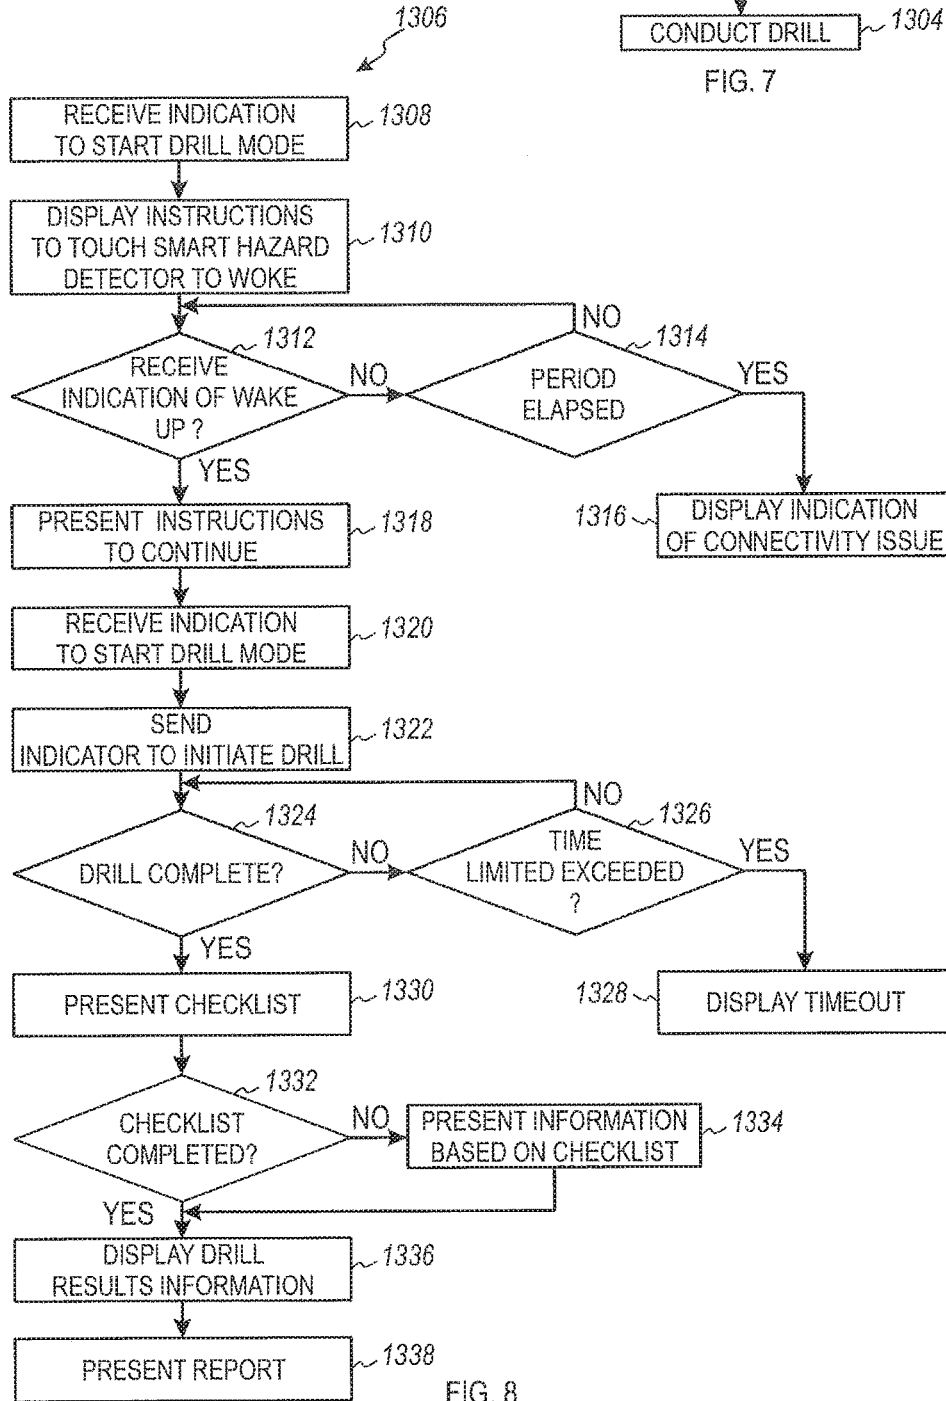 1306
CONDUCT DRILL
1304
FIG. 7
RECEIVE INDICATION
TO START DRILL MODE
1308
DISPLAY INSTRUCTIONS
TO TOUCH SMART HAZARD
DETECTOR TO WOKE
1310
NO
1312
1314
RECEIVE
INDICATION OF WAKE
UP ?
NO
PERIOD
ELAPSED
YES
YES
PRESENT INSTRUCTIONS
TO CONTINUE
1318
1316
DISPLAY INDICATION
OF CONNECTIVITY ISSUE
RECEIVE INDICATION
TO START DRILL MODE
1320
SEND
INDICATOR TO INITIATE DRILL
1322
NO
1324
1326
DRILL COMPLETE?
NO
TIME
LIMITED EXCEEDED
?
YES
YES
PRESENT CHECKLIST
1330
1328
DISPLAY TIMEOUT
1332
CHECKLIST
COMPLETED?
NO
PRESENT INFORMATION
BASED ON CHECKLIST
1334
YES
DISPLAY DRILL
RESULTS INFORMATION
1336
PRESENT REPORT
1338
FIG. 8